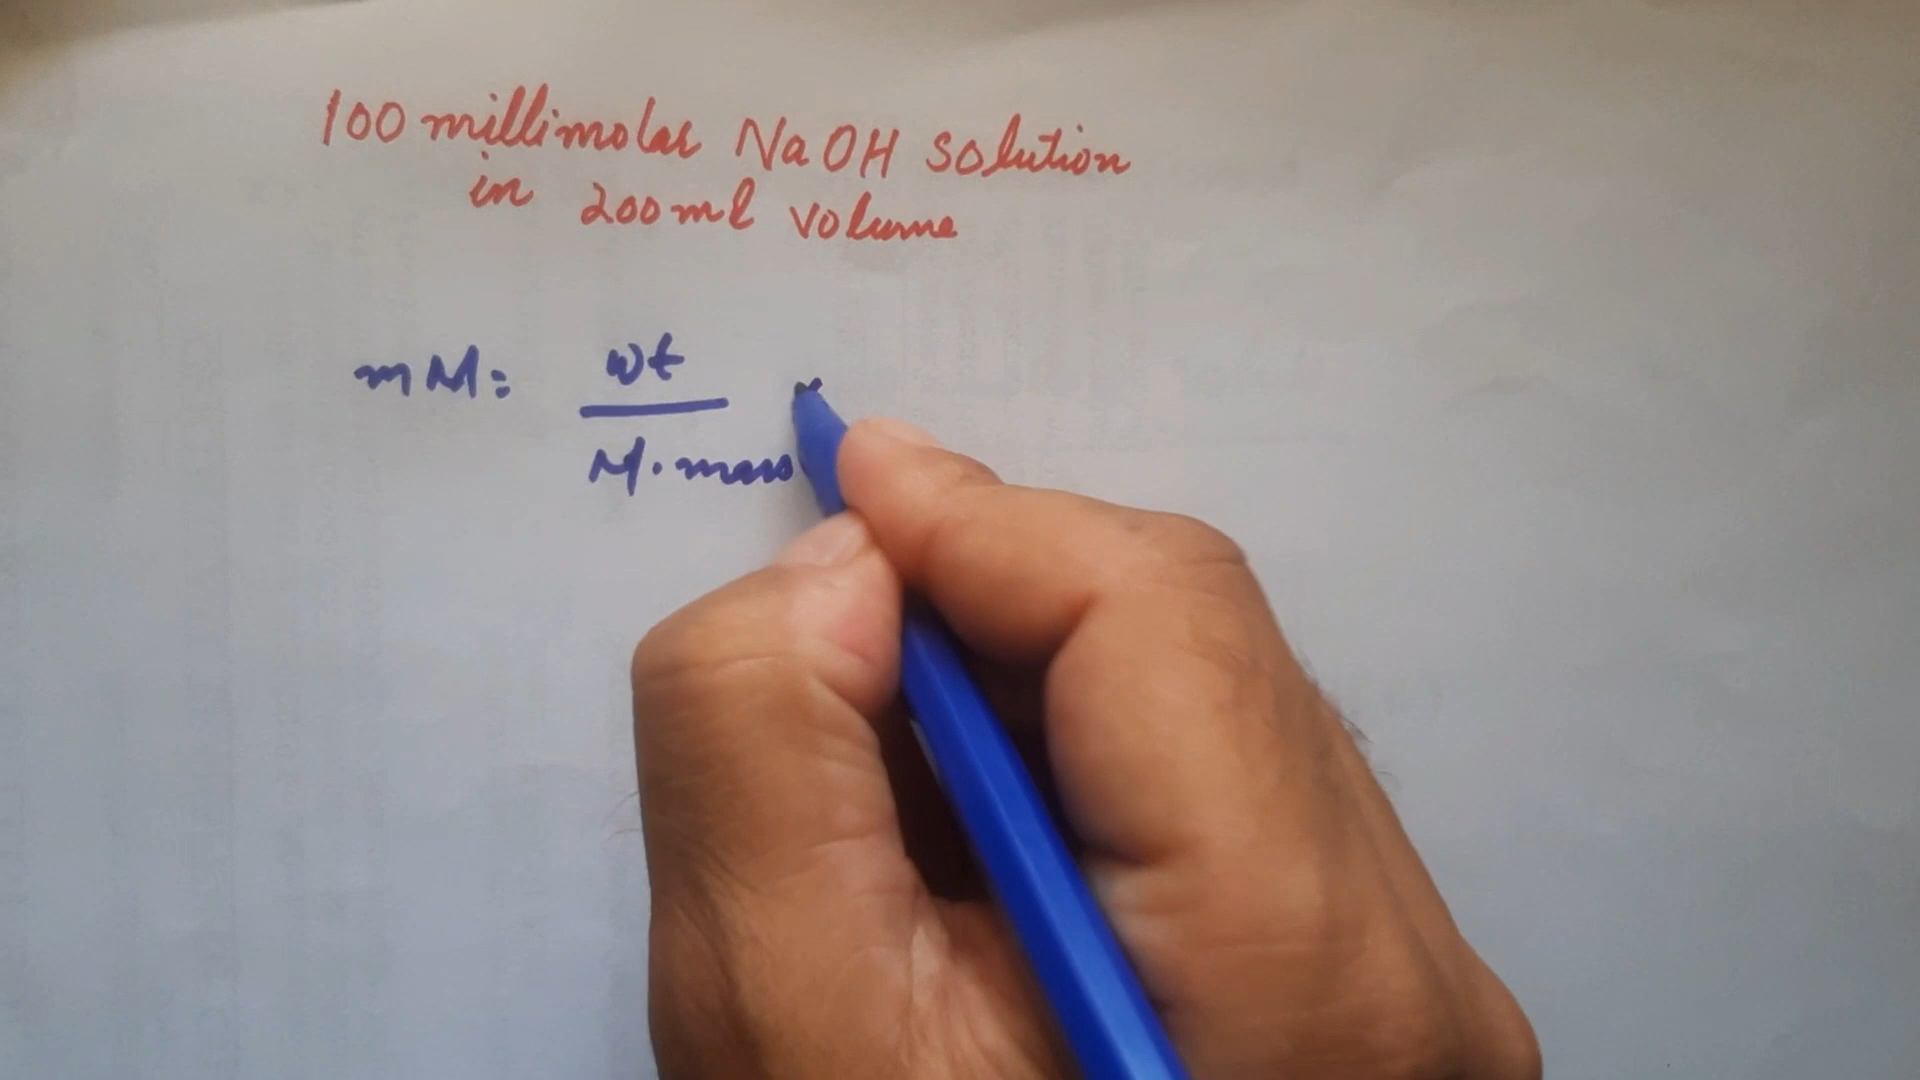 100 millimolar NaOH solution
in 200ml volume
mM = wt
M. mass